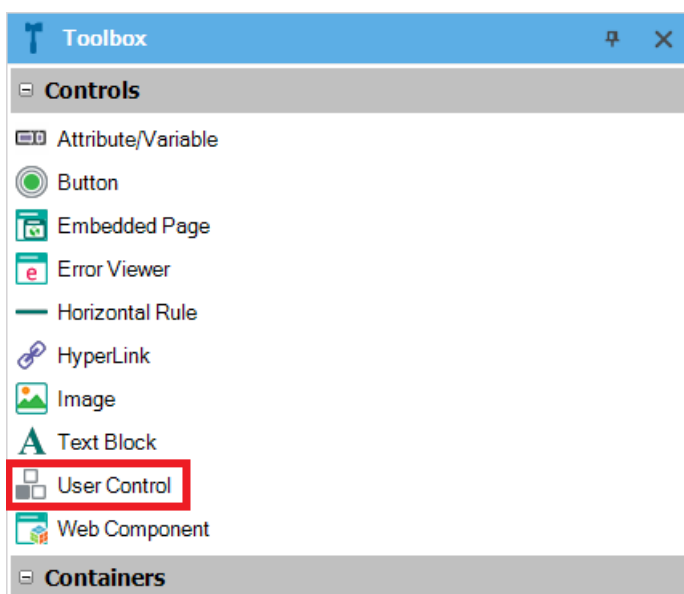 Toolbox
Controls
Attribute/Variable
Button
Embedded Page
e Error Viewer
Horizontal Rule
HyperLink
Image
A Text Block
User Control
Web Component
Containers